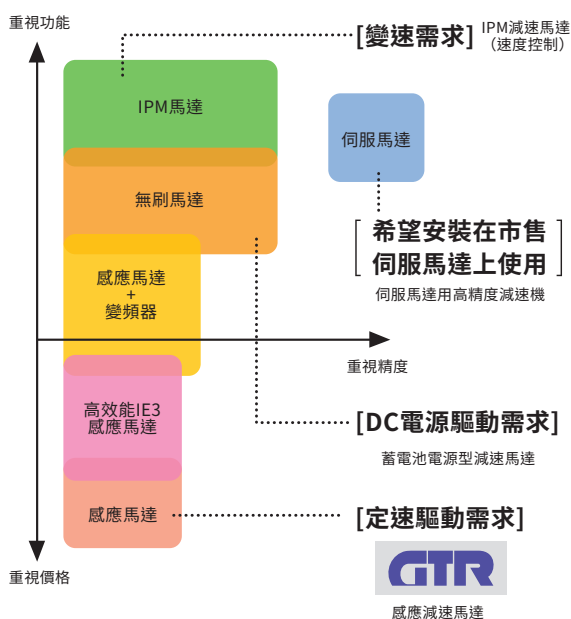 重視功能
[變速需求]
IPM減速馬達
（速度控制）
IPM馬達
伺服馬達
無刷馬達
希望安裝在市售
伺服馬達上使用
伺服馬達用高精度減速機
感應馬達
+
變頻器
重視精度
高效能IE3
感應馬達
[DC電源驅動需求]
蓄電池電源型減速馬達
感應馬達
[定速驅動需求]
GTR
感應減速馬達
重視價格